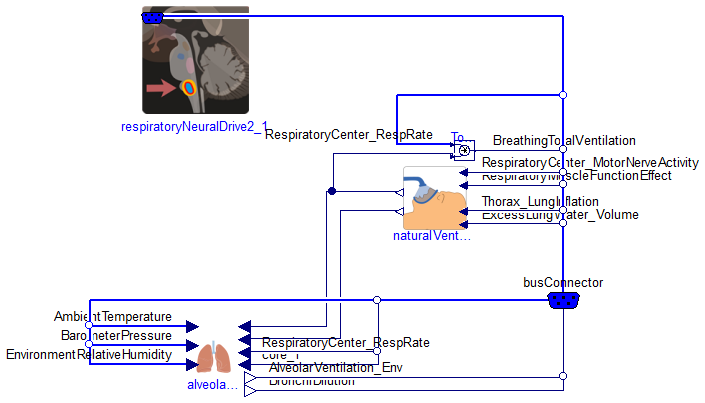 respiratoryNeuralDrive2_1
RespiratoryCenter_RespRate
To...
BreathingTotalVentilation
RespiratoryCenter_MotorNerveActivity
RespiratoryMuscleFunctionEffect
Thorax_LungInflation
ExcessLungWater_Volume
naturalVent...
busConnector
AmbientTemperature
BarometerPressure
EnvironmentRelativeHumidity
RespiratoryCenter_RespRate
core_T
AlveolarVentilation_Env
BronchiDilution
alveola...